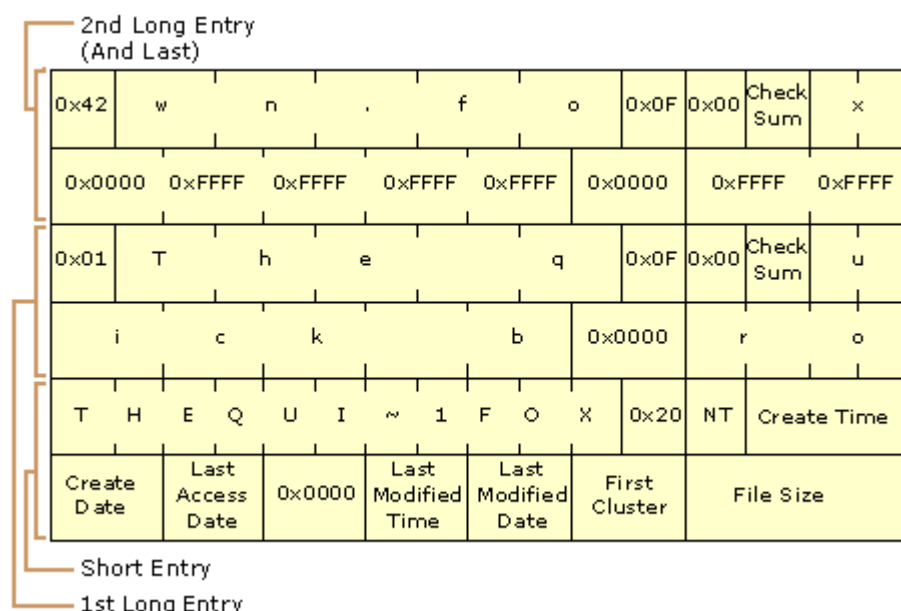 2nd Long Entry
(And Last)
0x42 w n . f o 0x0F 0x00 Check Sum x
0x0000 0xFFFF 0xFFFF 0xFFFF 0xFFFF 0x0000 0xFFFF 0xFFFF
0x01 T h e q 0x0F 0x00 Check Sum u
i c k b 0x0000 r o
T H E Q U I ~ 1 F O X 0x20 NT Create Time
Create Date Last Access Date 0x0000 Last Modified Time Last Modified Date First Cluster File Size
Short Entry
1st Long Entry